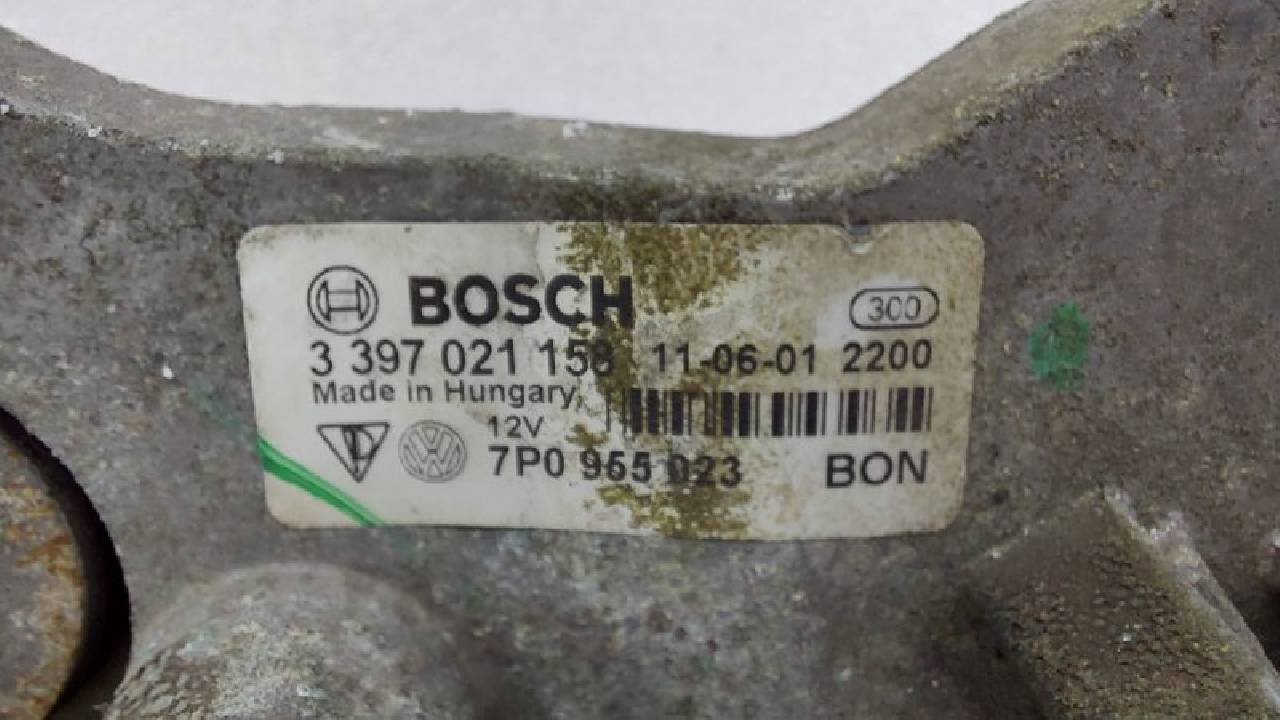 BOSCH 300
3 397 021 158 11-06-01 2200
Made in Hungary
12V
7P0 955 023 BON